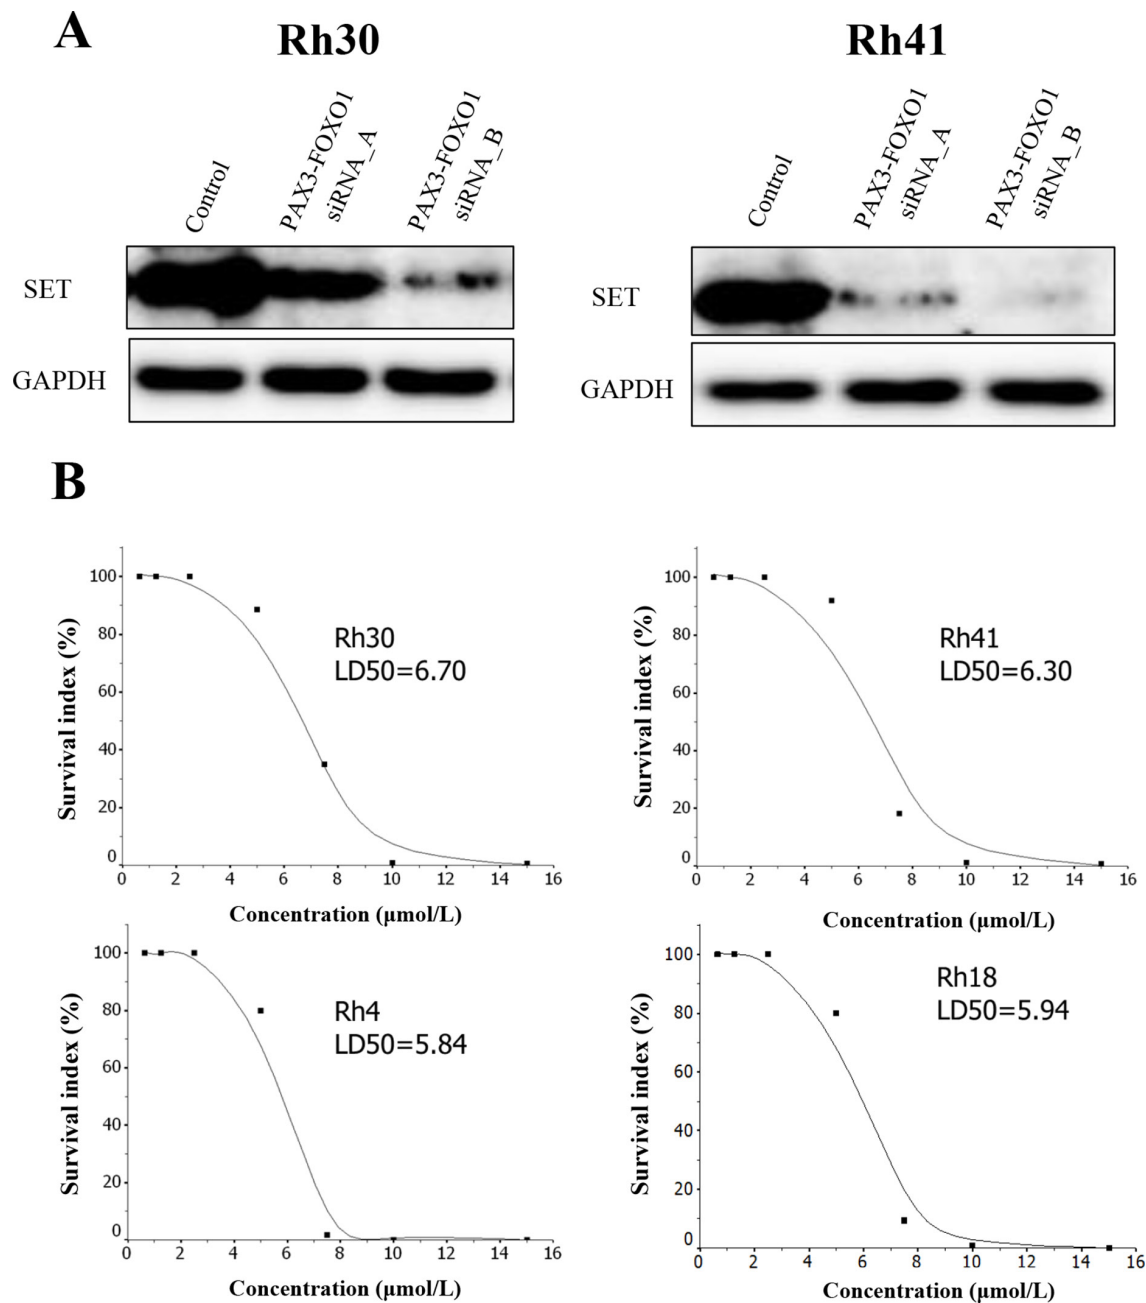 A
Rh30
Rh41
Control
PAX3-FOXO1
siRNA_A
PAX3-FOXO1
siRNA_B
Control
PAX3-FOXO1
siRNA_A
PAX3-FOXO1
siRNA_B
SET
SET
GAPDH
GAPDH
B
Survival index (%)
100
80
60
40
20
0
0 2 4 6 8 10 12 14 16
Concentration (µmol/L)
Rh30
LD50=6.70
Survival index (%)
100
80
60
40
20
0
0 2 4 6 8 10 12 14 16
Concentration (µmol/L)
Rh41
LD50=6.30
Survival index (%)
100
80
60
40
20
0
0 2 4 6 8 10 12 14 16
Concentration (µmol/L)
Rh4
LD50=5.84
Survival index (%)
100
80
60
40
20
0
0 2 4 6 8 10 12 14 16
Concentration (µmol/L)
Rh18
LD50=5.94